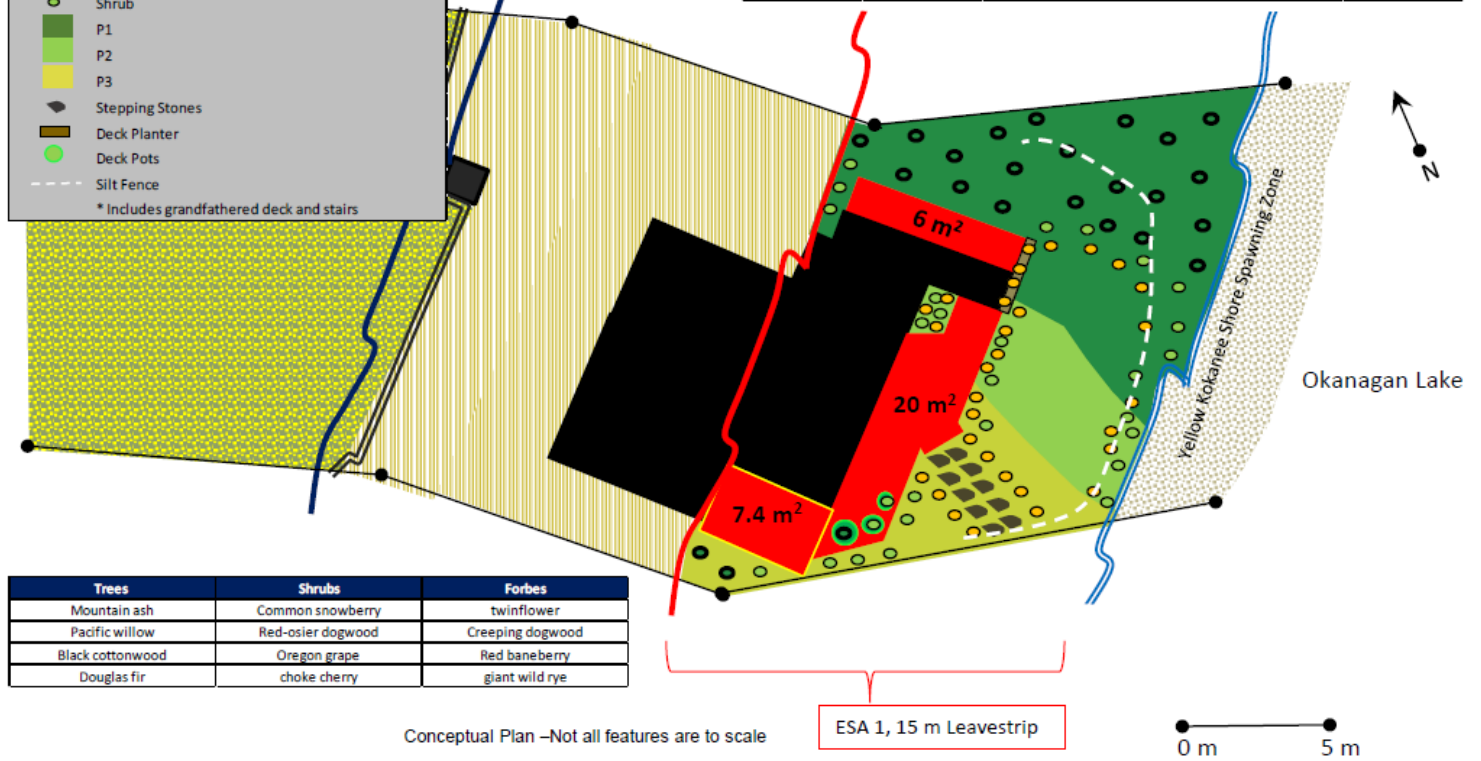 Shrub
P1
P2
P3
Stepping Stones
Deck Planter
Deck Pots
Silt Fence
* Includes grandfathered deck and stairs
N
6 m²
20 m²
7.4 m²
Yellow Kokanee Shore Spawning Zone
Okanagan Lake
Trees Shrubs Forbes
Mountain ash Common snowberry twinflower
Pacific willow Red-osier dogwood Creeping dogwood
Black cottonwood Oregon grape Red baneberry
Douglas fir choke cherry giant wild rye
ESA 1, 15 m Leavestrip
Conceptual Plan –Not all features are to scale
0 m 5 m